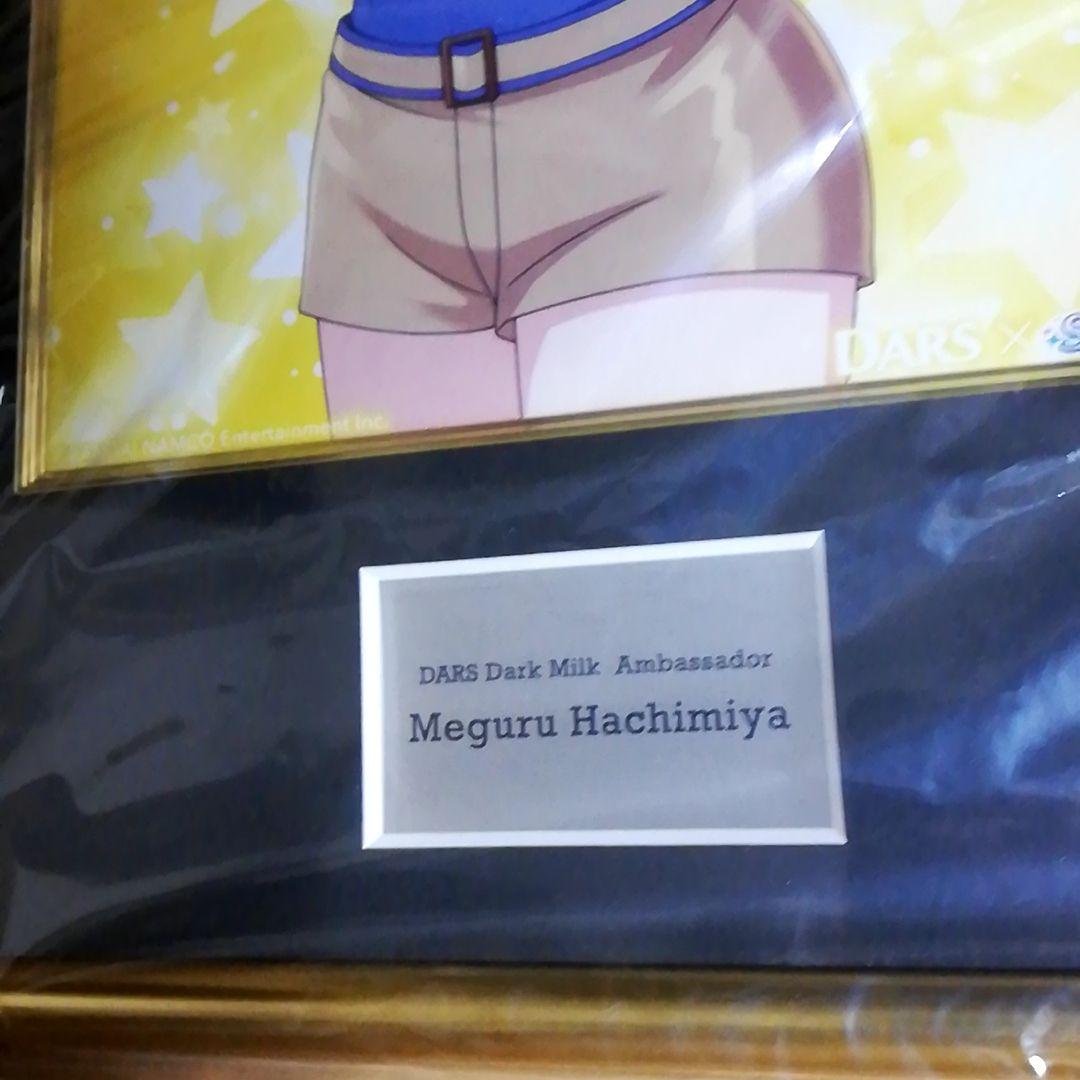 DARS ×
NAMCO Entertainment Inc.
DARS Dark Milk Ambassador
Meguru Hachimiya